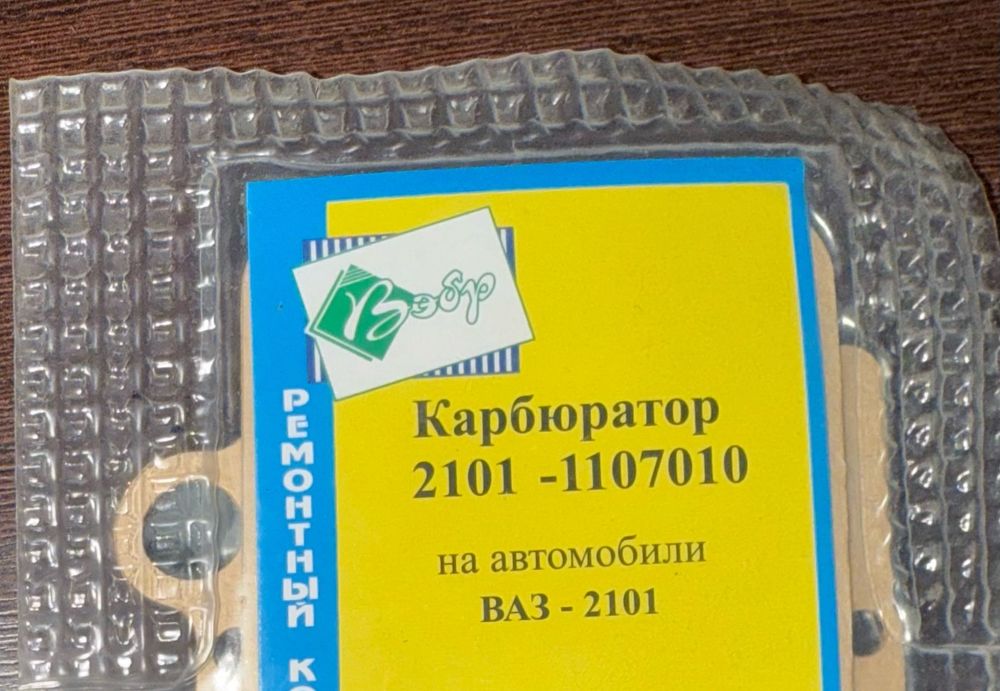 Вэбр
Карбюратор
2101 -1107010
на автомобили
ВАЗ - 2101
РЕМОНТНЫЙ